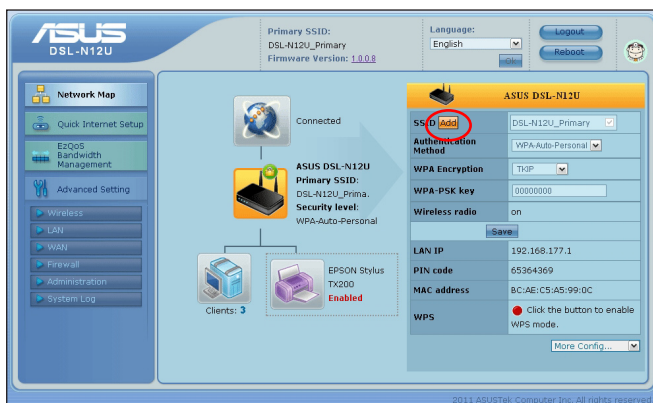 ASUS
DSL-N12U
Primary SSID:
DSL-N12U_Primary
Firmware Version: 1.0.0.8
Language:
English
Ok
Logout
Reboot
Network Map
Quick Internet Setup
EzQoS
Bandwidth
Management
Advanced Setting
Wireless
LAN
WAN
Firewall
Administration
System Log
Connected
ASUS DSL-N12U
Primary SSID:
DSL-N12U_Prima.
Security level:
WPA-Auto-Personal
Clients: 3
EPSON Stylus
TX200
Enabled
ASUS DSL-N12U
SSID Add DSL-N12U_Primary
Authentication
Method WPA-Auto-Personal
WPA Encryption TKIP
WPA-PSK key 00000000
Wireless radio on
Save
LAN IP 192.168.177.1
PIN code 65364369
MAC address BC:AE:C5:A5:99:0C
WPS Click the button to enable
WPS mode.
More Config...
2011 ASUSTek Computer Inc. All rights reserved